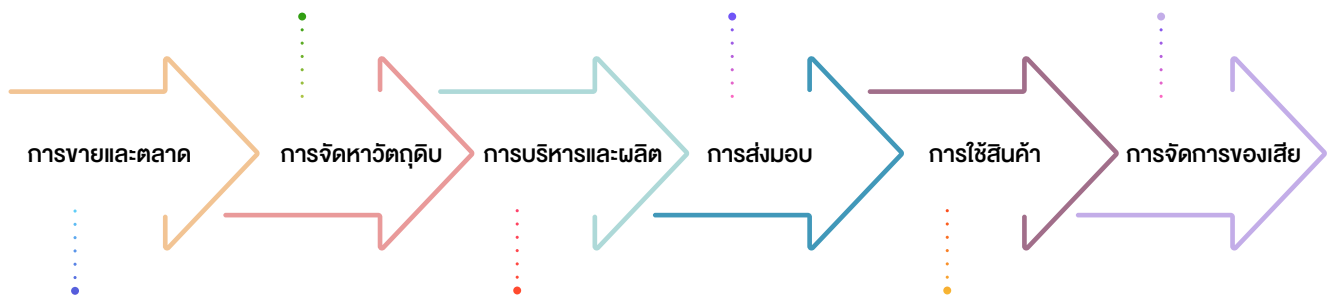 การขายและตลาด
การจัดหาวัตถุดิบ
การบริหารและผลิต
การส่งมอบ
การใช้สินค้า
การจัดการของเสีย